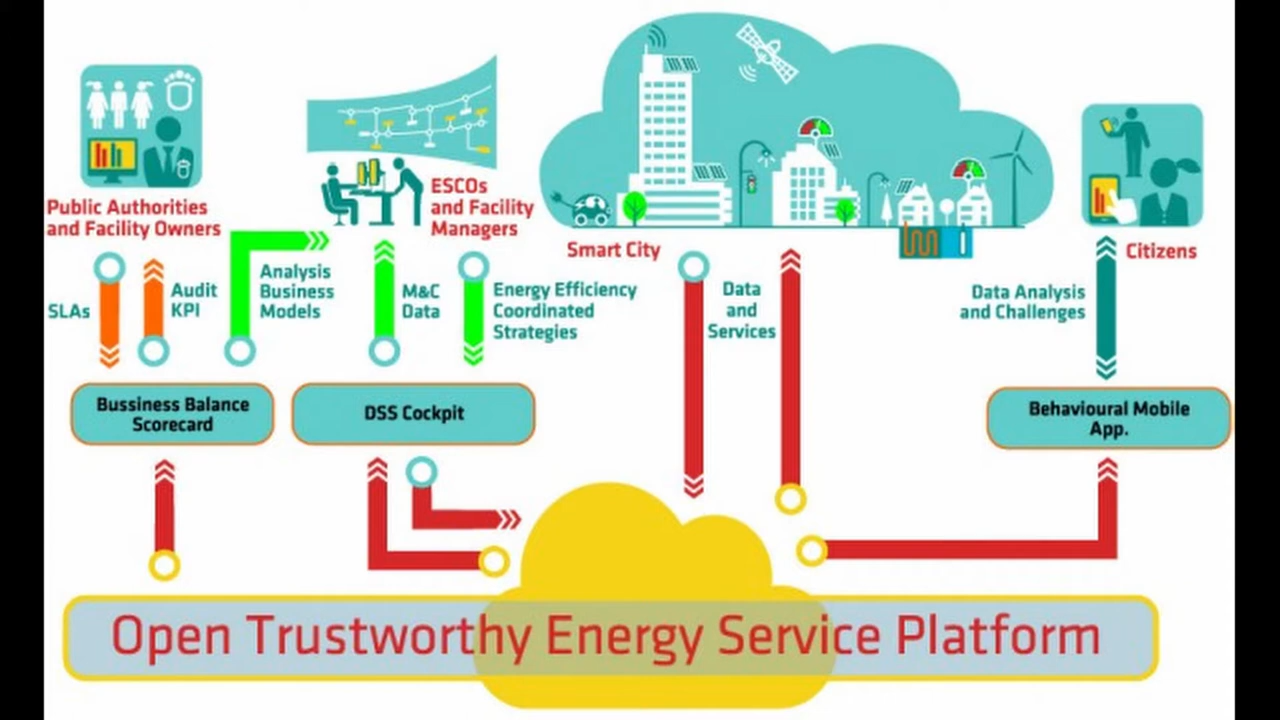 Public Authorities
and Facility Owners
ESCOs
and Facility
Managers
Smart City
Citizens
SLAs
Audit
KPI
Analysis
Business
Models
M&C
Data
Energy Efficiency
Coordinated
Strategies
Data
and
Services
Data Analysis
and Challenges
Bussiness Balance
Scorecard
DSS Cockpit
Behavioural Mobile
App.
Open Trustworthy Energy Service Platform